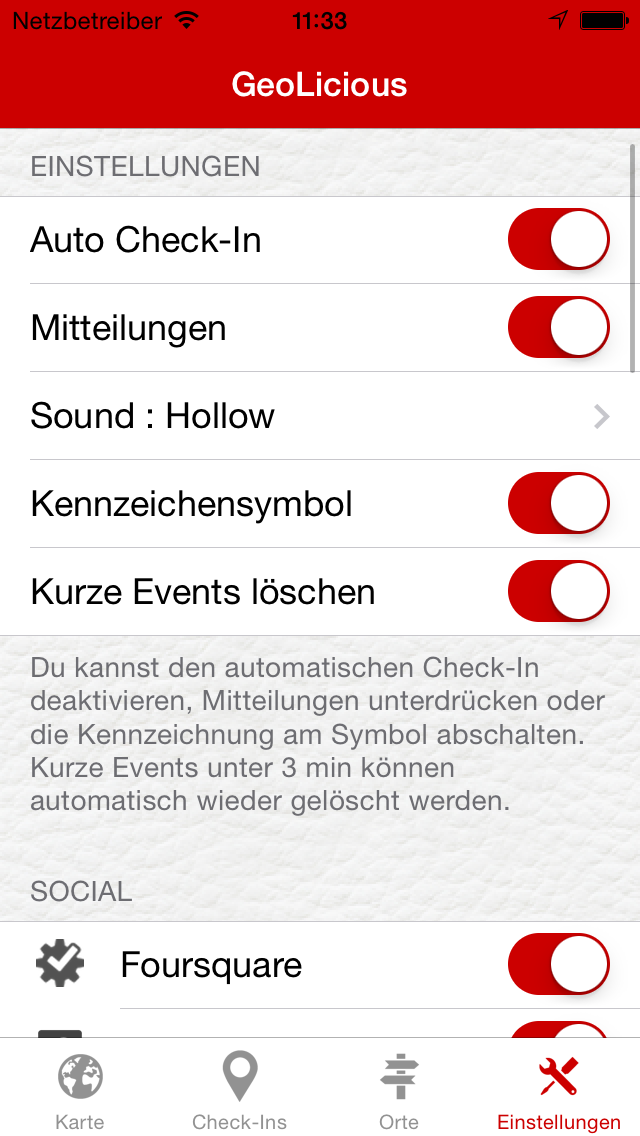 Netzbetreiber 11:33
GeoLicious
EINSTELLUNGEN
Auto Check-In
Mitteilungen
Sound : Hollow
Kennzeichensymbol
Kurze Events löschen
Du kannst den automatischen Check-In
deaktivieren, Mitteilungen unterdrücken oder
die Kennzeichnung am Symbol abschalten.
Kurze Events unter 3 min können
automatisch wieder gelöscht werden.
SOCIAL
Foursquare
Karte Check-Ins Orte Einstellungen